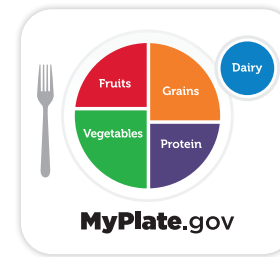 Fruits
Grains
Dairy
Vegetables
Protein
MyPlate.gov